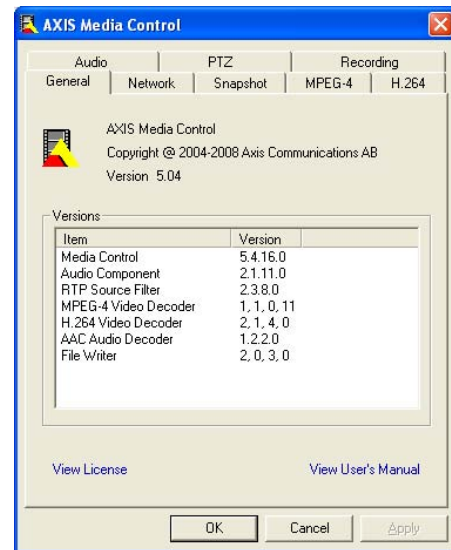 AXIS Media Control
Audio PTZ Recording
General Network Snapshot MPEG-4 H.264
AXIS Media Control
Copyright @ 2004-2008 Axis Communications AB
Version 5.04
Versions
Item Version
Media Control 5.4.16.0
Audio Component 2.1.11.0
RTP Source Filter 2.3.8.0
MPEG-4 Video Decoder 1, 1, 0, 11
H.264 Video Decoder 2, 1, 4, 0
AAC Audio Decoder 1.2.2.0
File Writer 2, 0, 3, 0
View License View User's Manual
OK Cancel Apply